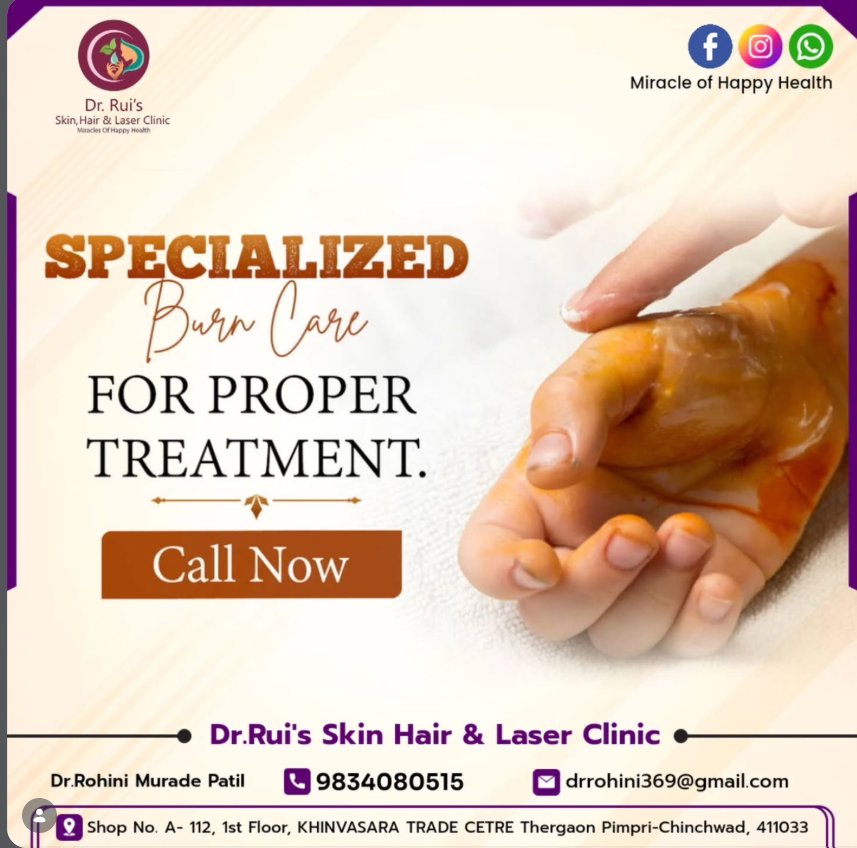 Dr. Rui's
Skin,Hair & Laser Clinic
Miracles Of Happy Health
Miracle of Happy Health
SPECIALIZED
Burn Care
FOR PROPER
TREATMENT.
Call Now
Dr.Rui's Skin Hair & Laser Clinic
Dr.Rohini Murade Patil
9834080515
drrohini369@gmail.com
Shop No. A- 112, 1st Floor, KHINVASARA TRADE CETRE Thergaon Pimpri-Chinchwad, 411033